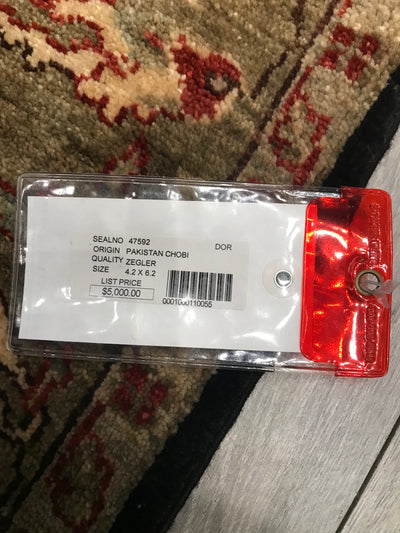 SEALNO 47592 DOR
ORIGIN PAKISTAN CHOBI
QUALITY ZEGLER
SIZE 4.2 X 6.2
LIST PRICE
$5,000.00
0001000110055